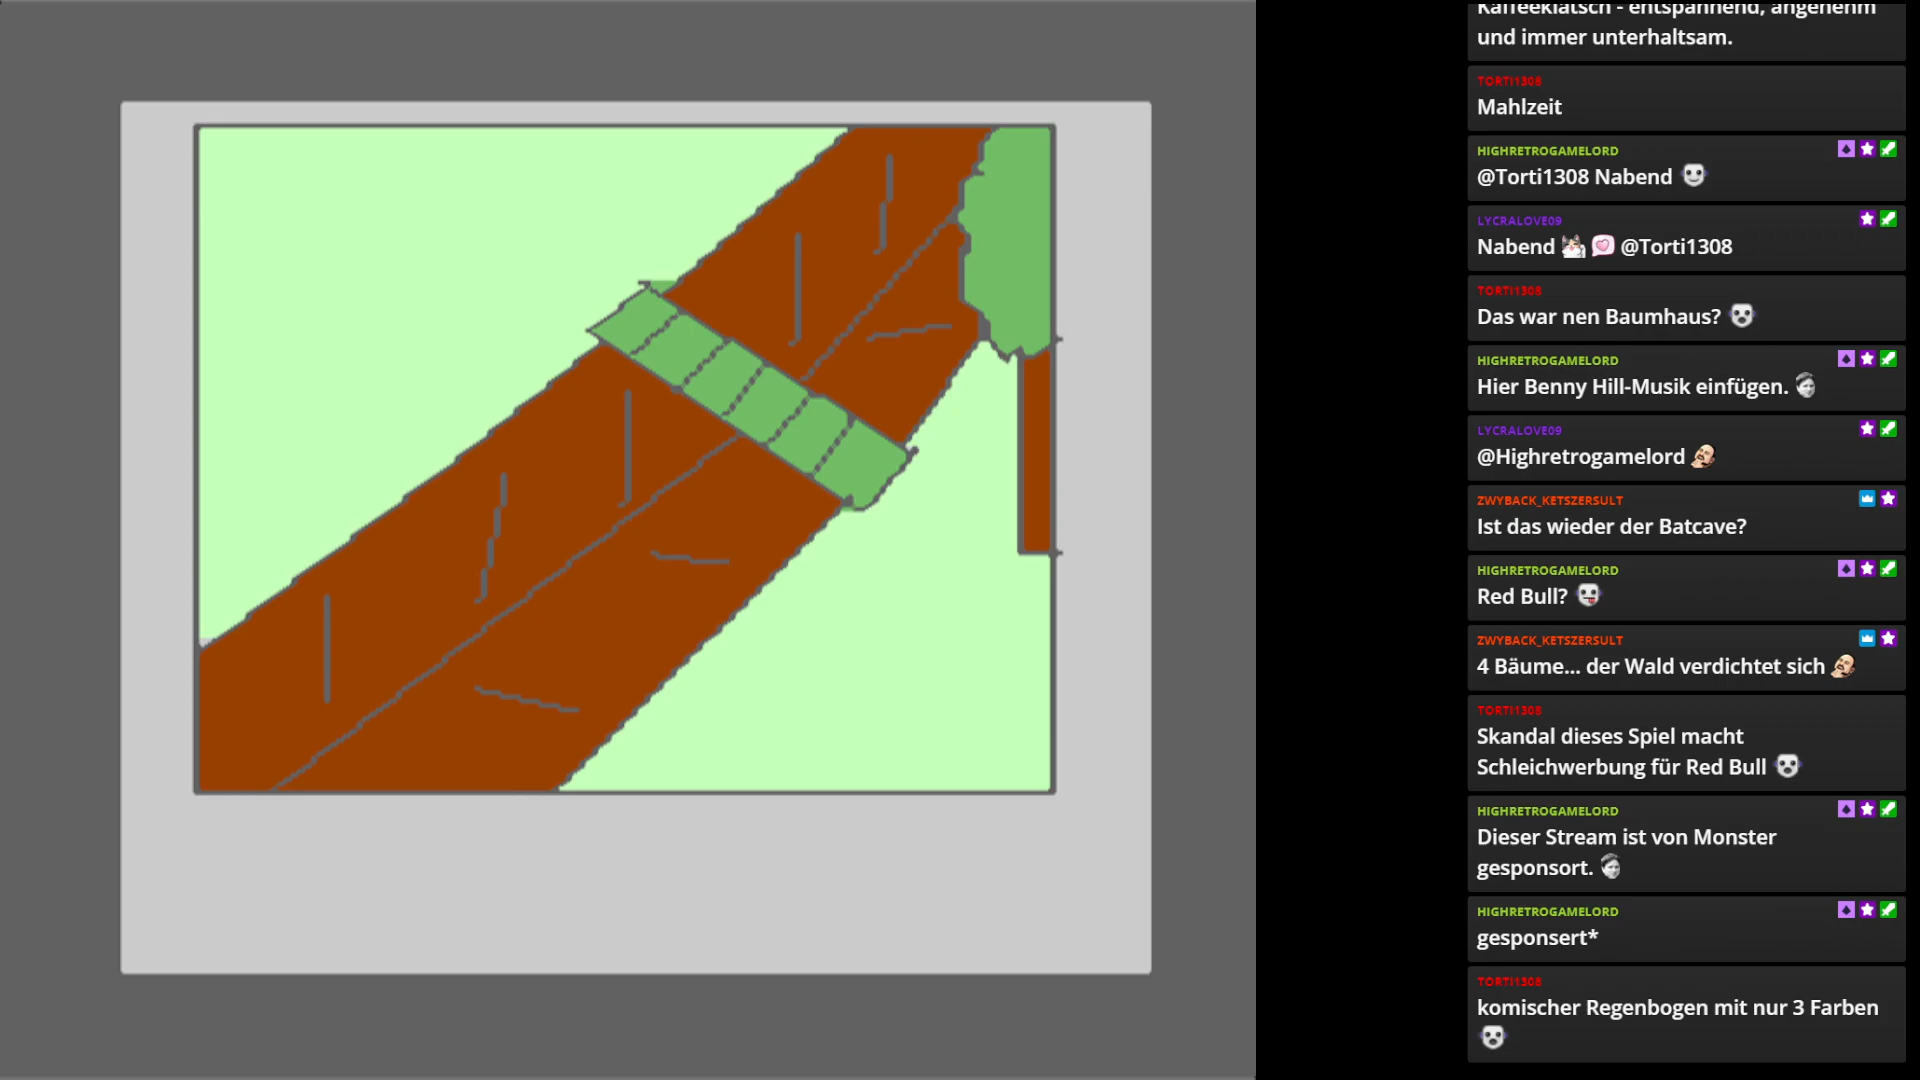 Kaffeeklatsch - entspannend, angenehm
und immer unterhaltsam.
TORTI1308
Mahlzeit
HIGHRETROGAMELORD
@Torti1308 Nabend
LYCRALOVE09
Nabend @Torti1308
TORTI1308
Das war nen Baumhaus?
HIGHRETROGAMELORD
Hier Benny Hill-Musik einfügen.
LYCRALOVE09
@Highretrogamelord
ZWYBACK_KETSZERSULT
Ist das wieder der Batcave?
HIGHRETROGAMELORD
Red Bull?
ZWYBACK_KETSZERSULT
4 Bäume... der Wald verdichtet sich
TORTI1308
Skandal dieses Spiel macht
Schleichwerbung für Red Bull
HIGHRETROGAMELORD
Dieser Stream ist von Monster
gesponsort.
HIGHRETROGAMELORD
gesponsert*
TORTI1308
komischer Regenbogen mit nur 3 Farben